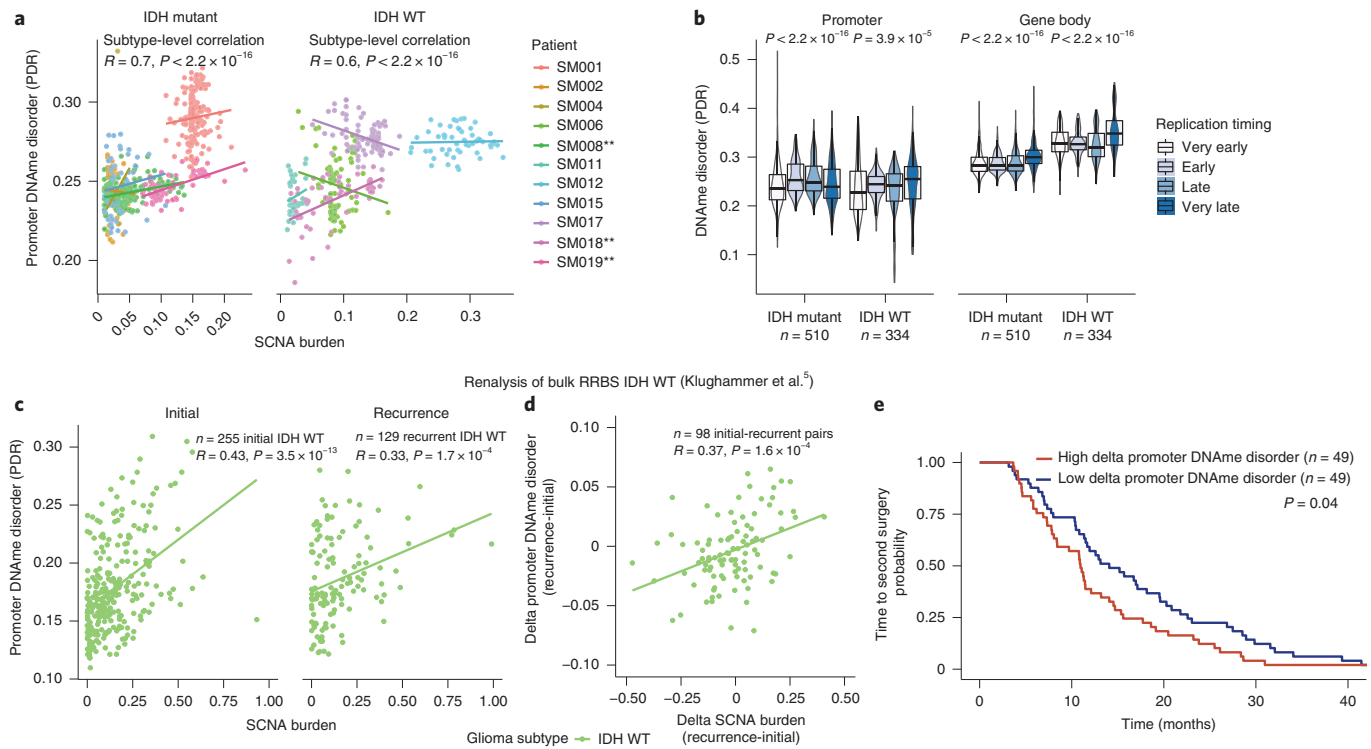 a
IDH mutant
IDH WT
Subtype-level correlation
R = 0.7, P < 2.2 × 10⁻¹⁶
Subtype-level correlation
R = 0.6, P < 2.2 × 10⁻¹⁶
Promoter DNAme disorder (PDR)
0.30
0.25
0.20
0
0.05
0.10
0.15
0.20
0
0.1
0.2
0.3
SCNA burden
Patient
SM001
SM002
SM004
SM006
SM008**
SM011
SM012
SM015
SM017
SM018**
SM019**
b
Promoter
Gene body
P < 2.2 × 10⁻¹⁶ P = 3.9 × 10⁻⁵
P < 2.2 × 10⁻¹⁶ P < 2.2 × 10⁻¹⁶
DNAme disorder (PDR)
0.5
0.4
0.3
0.2
0.1
IDH mutant
n = 510
IDH WT
n = 334
IDH mutant
n = 510
IDH WT
n = 334
Replication timing
Very early
Early
Late
Very late
Renalysis of bulk RRBS IDH WT (Klughammer et al.⁵)
c
Initial
Recurrence
n = 255 initial IDH WT
R = 0.43, P = 3.5 × 10⁻¹³
n = 129 recurrent IDH WT
R = 0.33, P = 1.7 × 10⁻⁴
Promoter DNAme disorder (PDR)
0.30
0.25
0.20
0.15
0.10
0
0.25
0.50
0.75
1.00
0
0.25
0.50
0.75
1.00
SCNA burden
d
n = 98 initial-recurrent pairs
R = 0.37, P = 1.6 × 10⁻⁴
Delta promoter DNAme disorder
(recurrence-initial)
0.10
0.05
0
−0.05
−0.10
−0.50
−0.25
0
0.25
0.50
Delta SCNA burden
(recurrence-initial)
Glioma subtype
IDH WT
e
High delta promoter DNAme disorder (n = 49)
Low delta promoter DNAme disorder (n = 49)
P = 0.04
Time to second surgery
probability
1.00
0.75
0.50
0.25
0
0
10
20
30
40
Time (months)